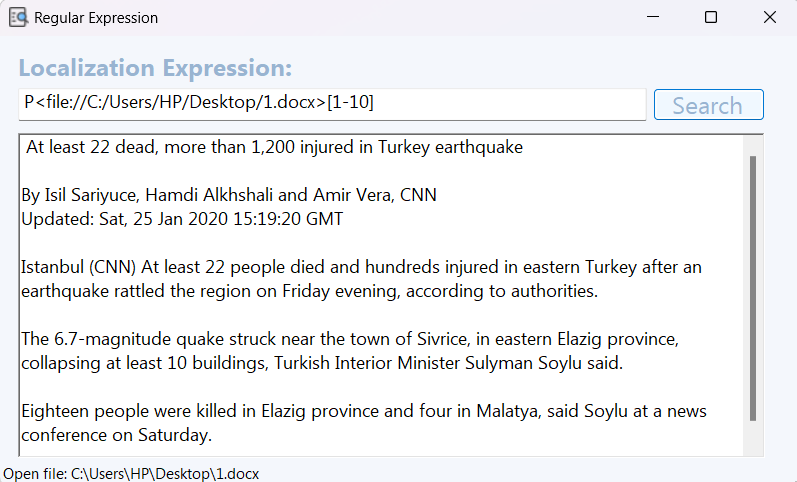 Regular Expression
Localization Expression:
P<file://C:/Users/HP/Desktop/1.docx>[1-10]
Search
At least 22 dead, more than 1,200 injured in Turkey earthquake
By Isil Sariyuce, Hamdi Alkhshali and Amir Vera, CNN
Updated: Sat, 25 Jan 2020 15:19:20 GMT
Istanbul (CNN) At least 22 people died and hundreds injured in eastern Turkey after an
earthquake rattled the region on Friday evening, according to authorities.
The 6.7-magnitude quake struck near the town of Sivrice, in eastern Elazig province,
collapsing at least 10 buildings, Turkish Interior Minister Sulyman Soylu said.
Eighteen people were killed in Elazig province and four in Malatya, said Soylu at a news
conference on Saturday.
Open file: C:\Users\HP\Desktop\1.docx